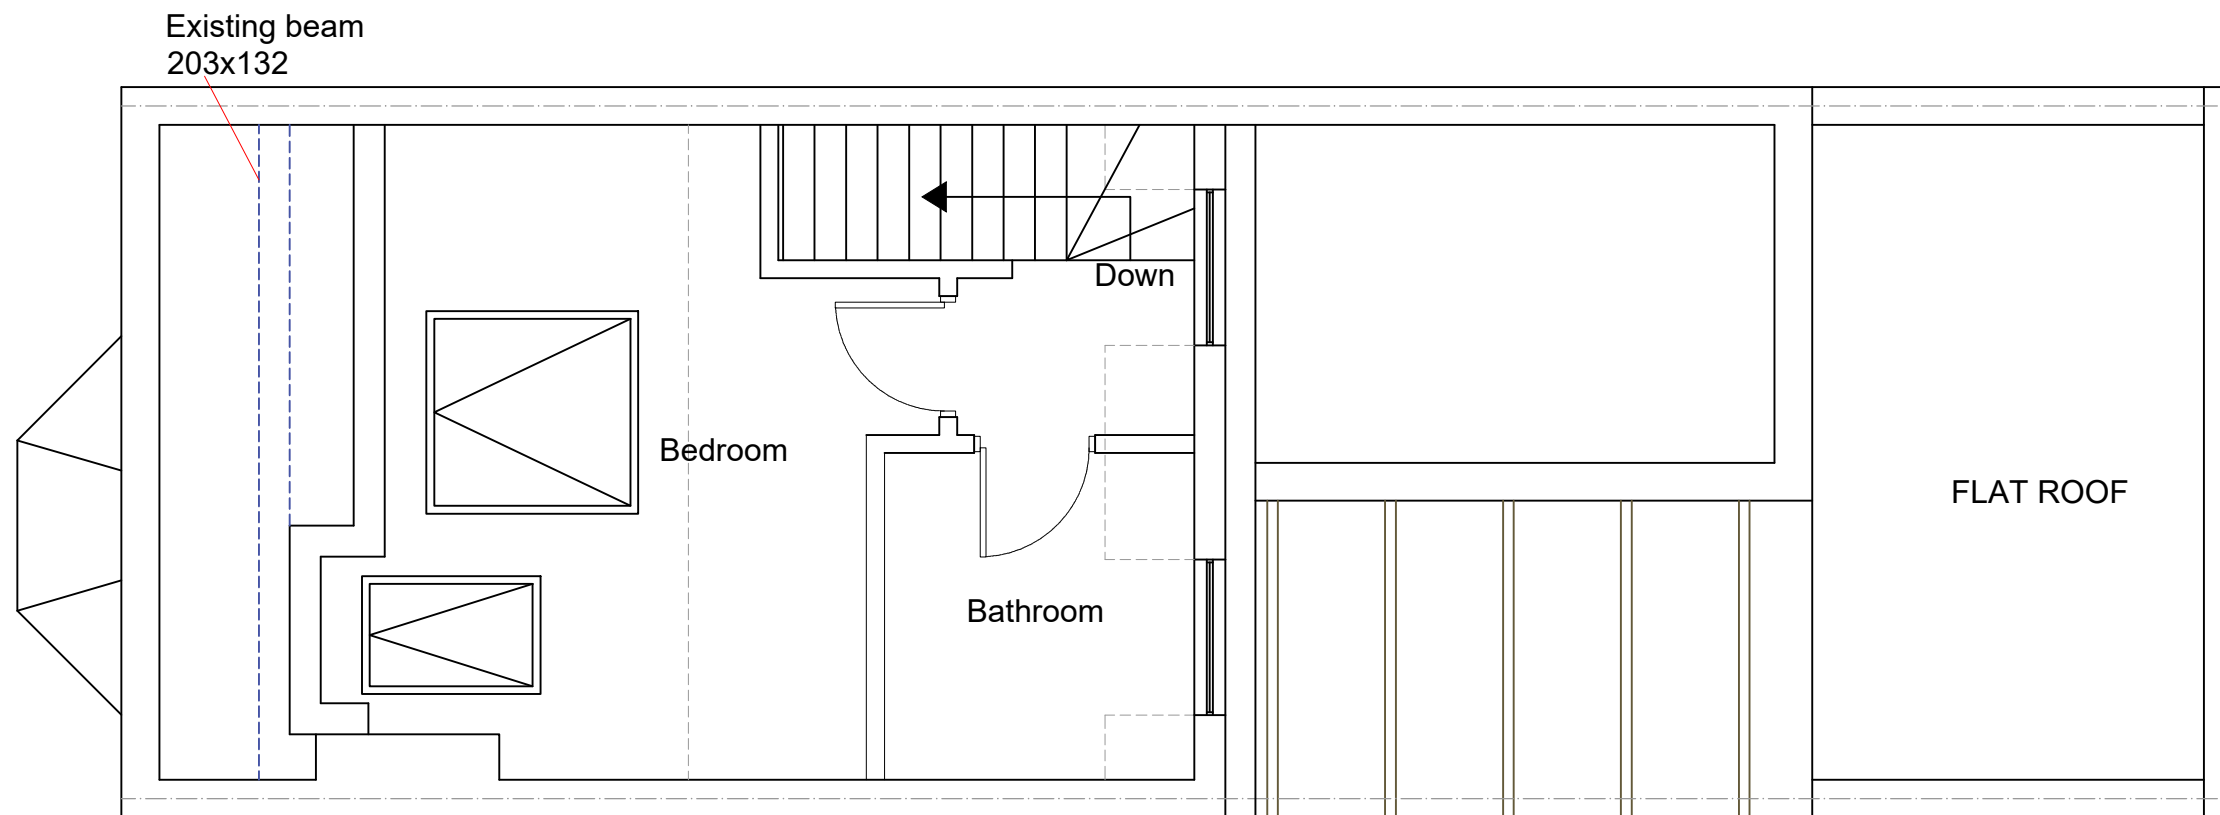 Existing beam
203x132
Down
Bedroom
FLAT ROOF
Bathroom